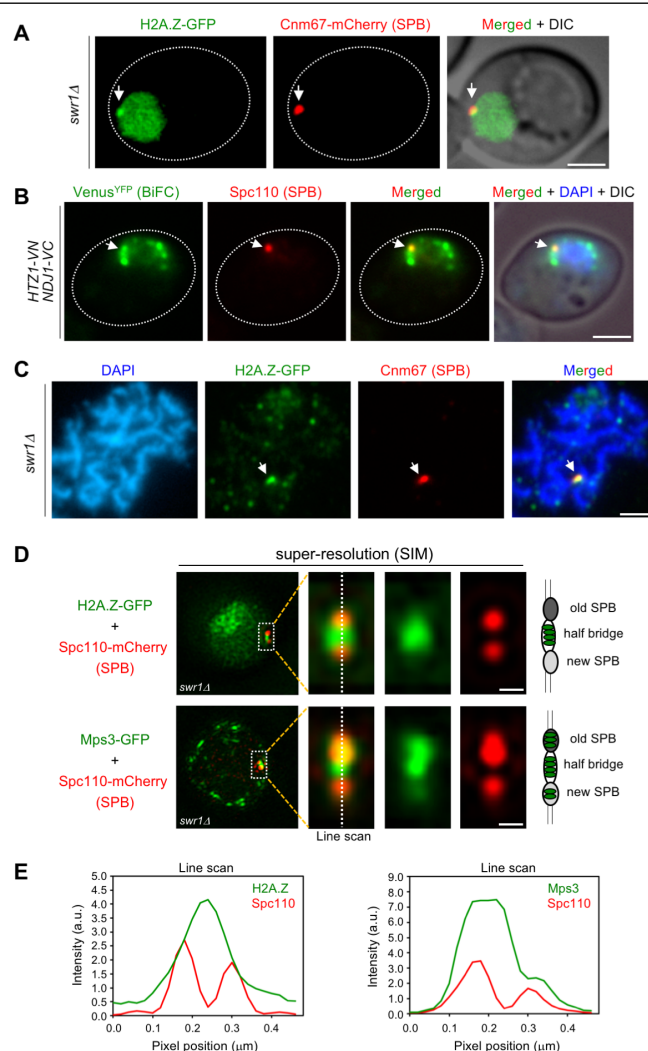 A
H2A.Z-GFP
Cnm67-mCherry (SPB)
Merged + DIC
swr1Δ
B
Venus^YFP (BiFC)
Spc110 (SPB)
Merged
Merged + DAPI + DIC
HTZ1-VN
NDJ1-VC
C
DAPI
H2A.Z-GFP
Cnm67 (SPB)
Merged
swr1Δ
D
super-resolution (SIM)
H2A.Z-GFP
+
Spc110-mCherry
(SPB)
swr1Δ
old SPB
half bridge
new SPB
Mps3-GFP
+
Spc110-mCherry
(SPB)
swr1Δ
Line scan
old SPB
half bridge
new SPB
E
Line scan
H2A.Z
Spc110
Intensity (a.u.)
5.0
4.5
4.0
3.5
3.0
2.5
2.0
1.5
1.0
0.5
0.0
0.0 0.1 0.2 0.3 0.4
Pixel position (μm)
Line scan
Mps3
Spc110
Intensity (a.u.)
9.0
8.0
7.0
6.0
5.0
4.0
3.0
2.0
1.0
0.0
0.0 0.1 0.2 0.3 0.4
Pixel position (μm)